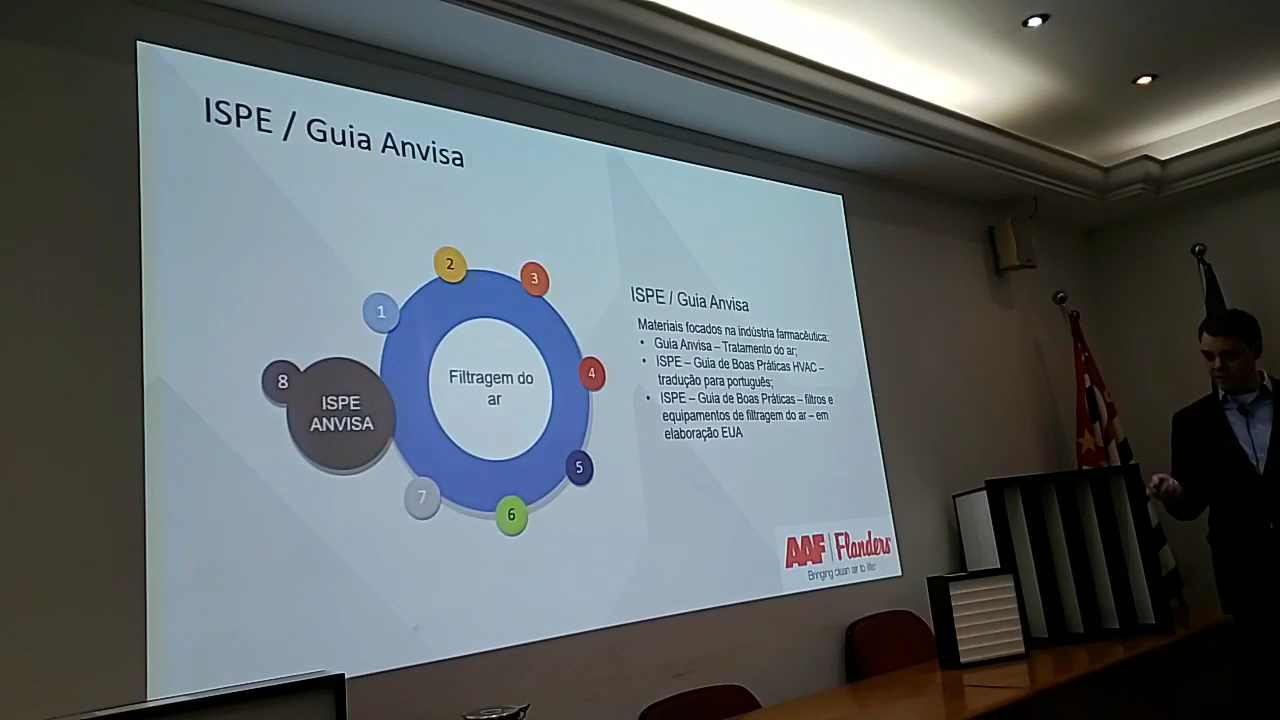 ISPE / Guia Anvisa
2
3
1
ISPE / Guia Anvisa
Materiais focados na indústria farmacêutica:
• Guia Anvisa – Tratamento do ar;
• ISPE – Guia de Boas Práticas HVAC –
tradução para português;
• ISPE – Guia de Boas Práticas – filtros e
equipamentos de filtragem do ar – em
elaboração EUA
Filtragem do
ar
4
8
ISPE
ANVISA
5
7
6
AAF | Flanders
Bringing clean air to life